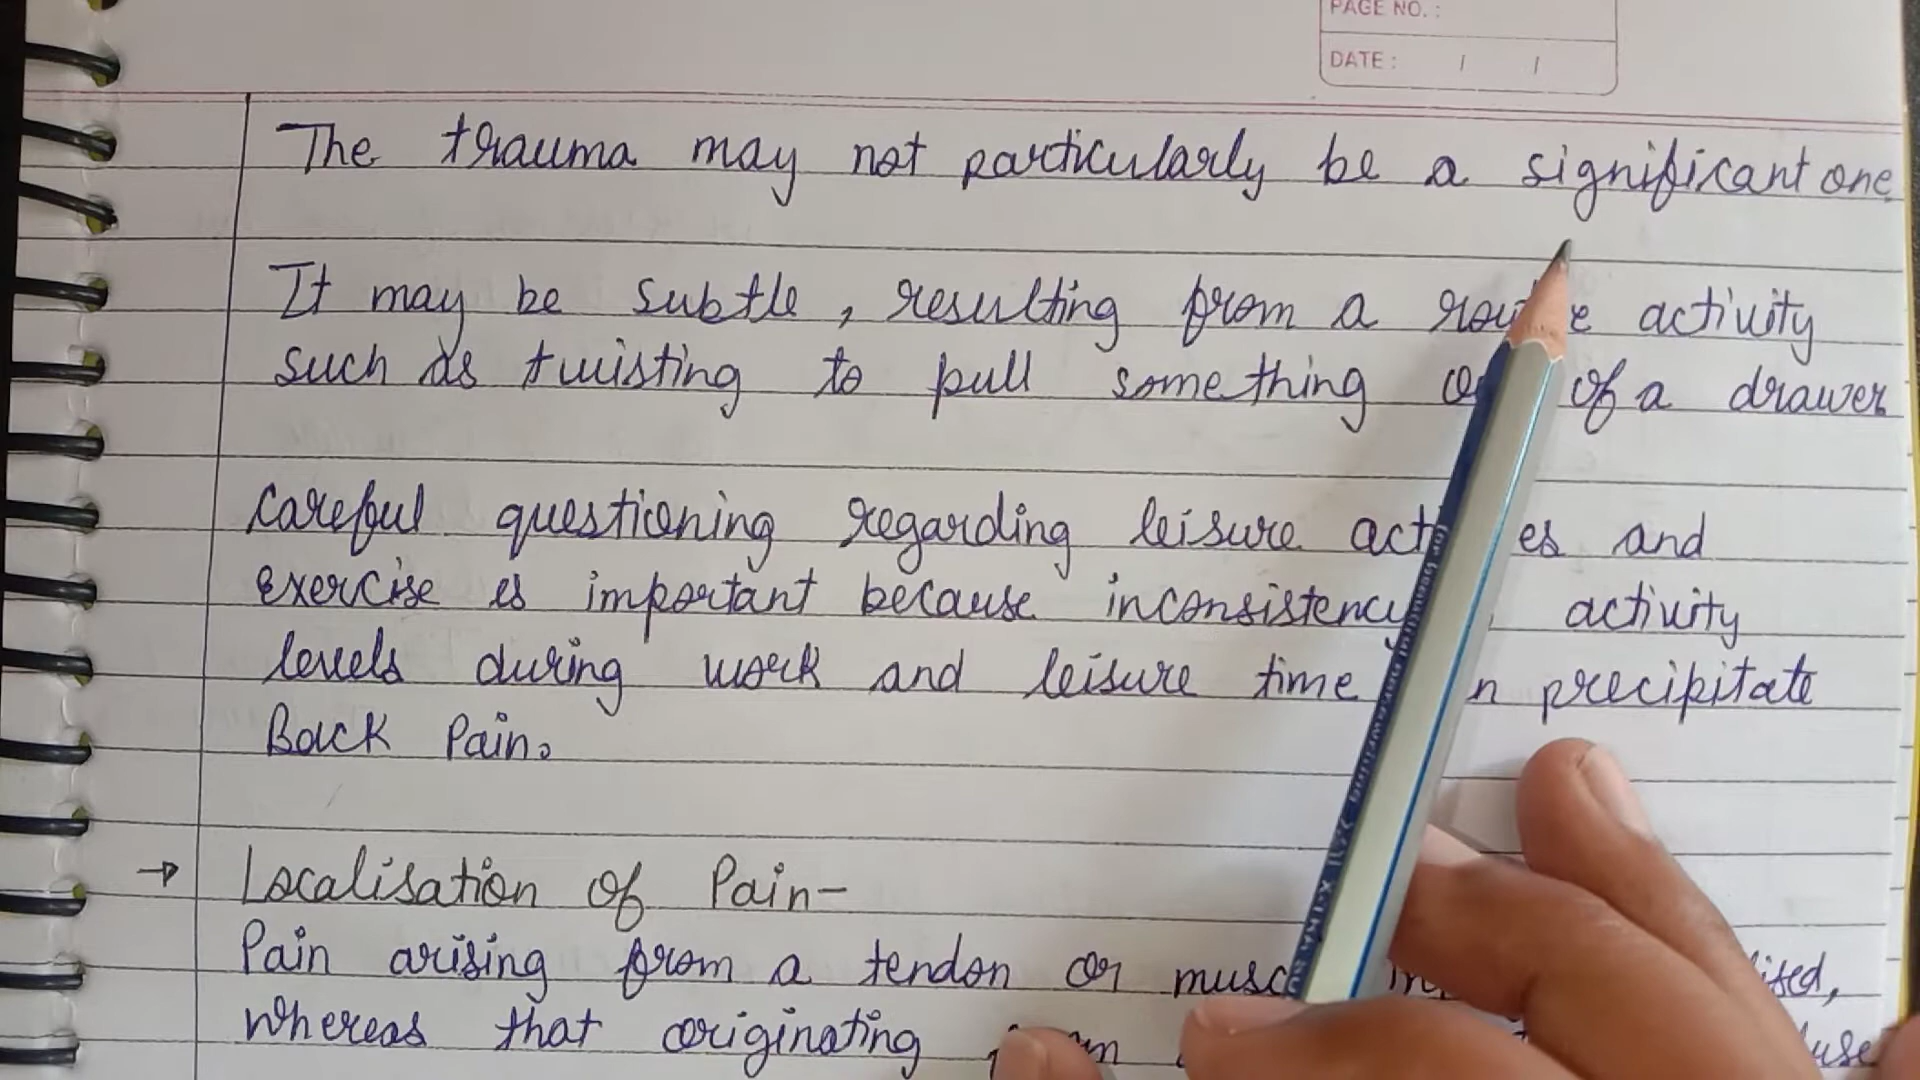 PAGE NO. :
DATE : / /
The trauma may not particularly be a significant one.
It may be subtle, resulting from a activity
such as twisting to pull something of a drawer
Careful questioning regarding leisure and
exercise is important because inconsistency activity
levels during work and leisure time precipitate
Back Pain.
→ Localisation of Pain-
Pain arising from a tendon or
whereas that originating